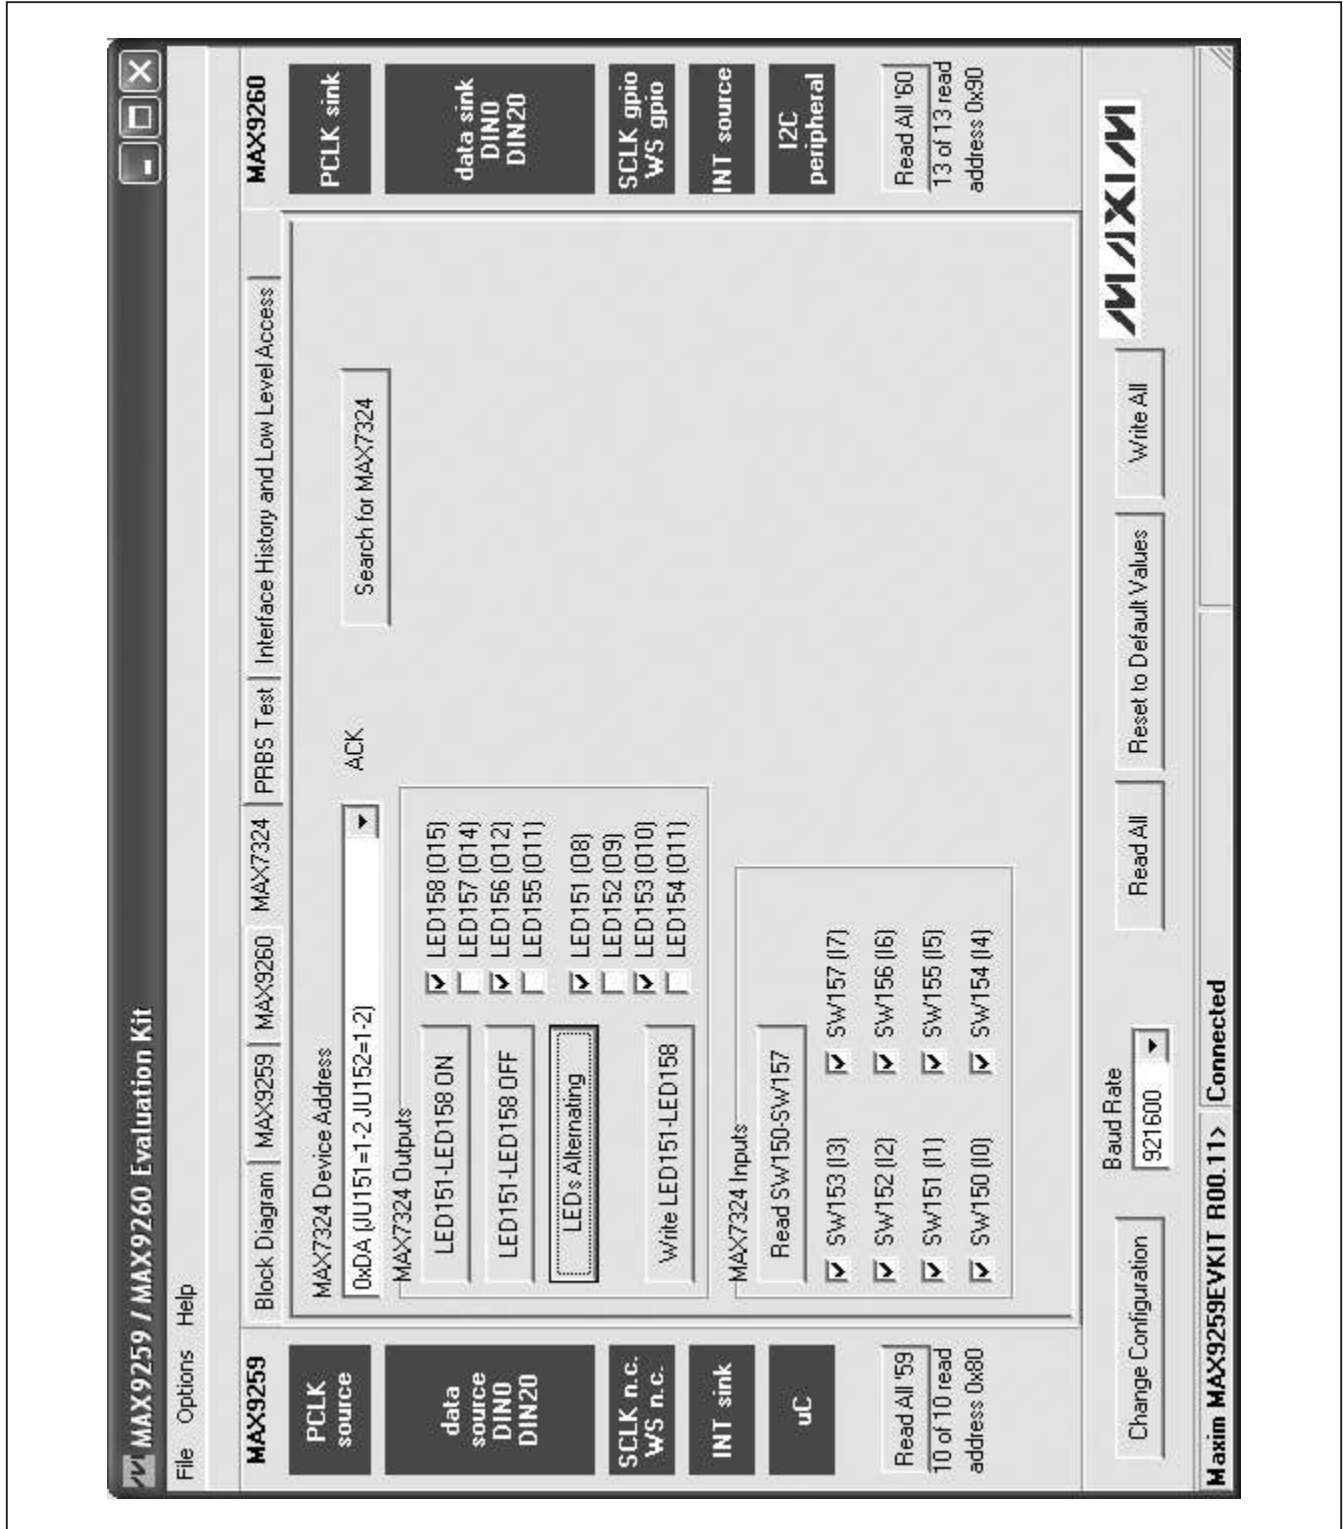 MAX9259 / MAX9260 Evaluation Kit
File Options Help
MAX9259
PCLK
source
data
source
DIN0
DIN20
SCLK n.c.
WS n.c.
INT sink
uC
Read All '59
10 of 10 read
address 0x80
Block Diagram MAX9259 MAX9260 MAX7324 PRBS Test Interface History and Low Level Access
MAX7324 Device Address
0xDA (JU151=1-2 JU152=1-2)
ACK
Search for MAX7324
MAX7324 Outputs
LED151-LED158 ON
LED151-LED158 OFF
LEDs Alternating
Write LED151-LED158
LED158 (O15)
LED157 (O14)
LED156 (O12)
LED155 (O11)
LED151 (O8)
LED152 (O9)
LED153 (O10)
LED154 (O11)
MAX7324 Inputs
Read SW150-SW157
SW153 (I3) SW157 (I7)
SW152 (I2) SW156 (I6)
SW151 (I1) SW155 (I5)
SW150 (I0) SW154 (I4)
MAX9260
PCLK sink
data sink
DIN0
DIN20
SCLK gpio
WS gpio
INT source
I2C
peripheral
Read All '60
13 of 13 read
address 0x90
Change Configuration
Baud Rate
921600
Read All
Reset to Default Values
Write All
MAXIM
Maxim MAX9259EVKIT R00.11> Connected